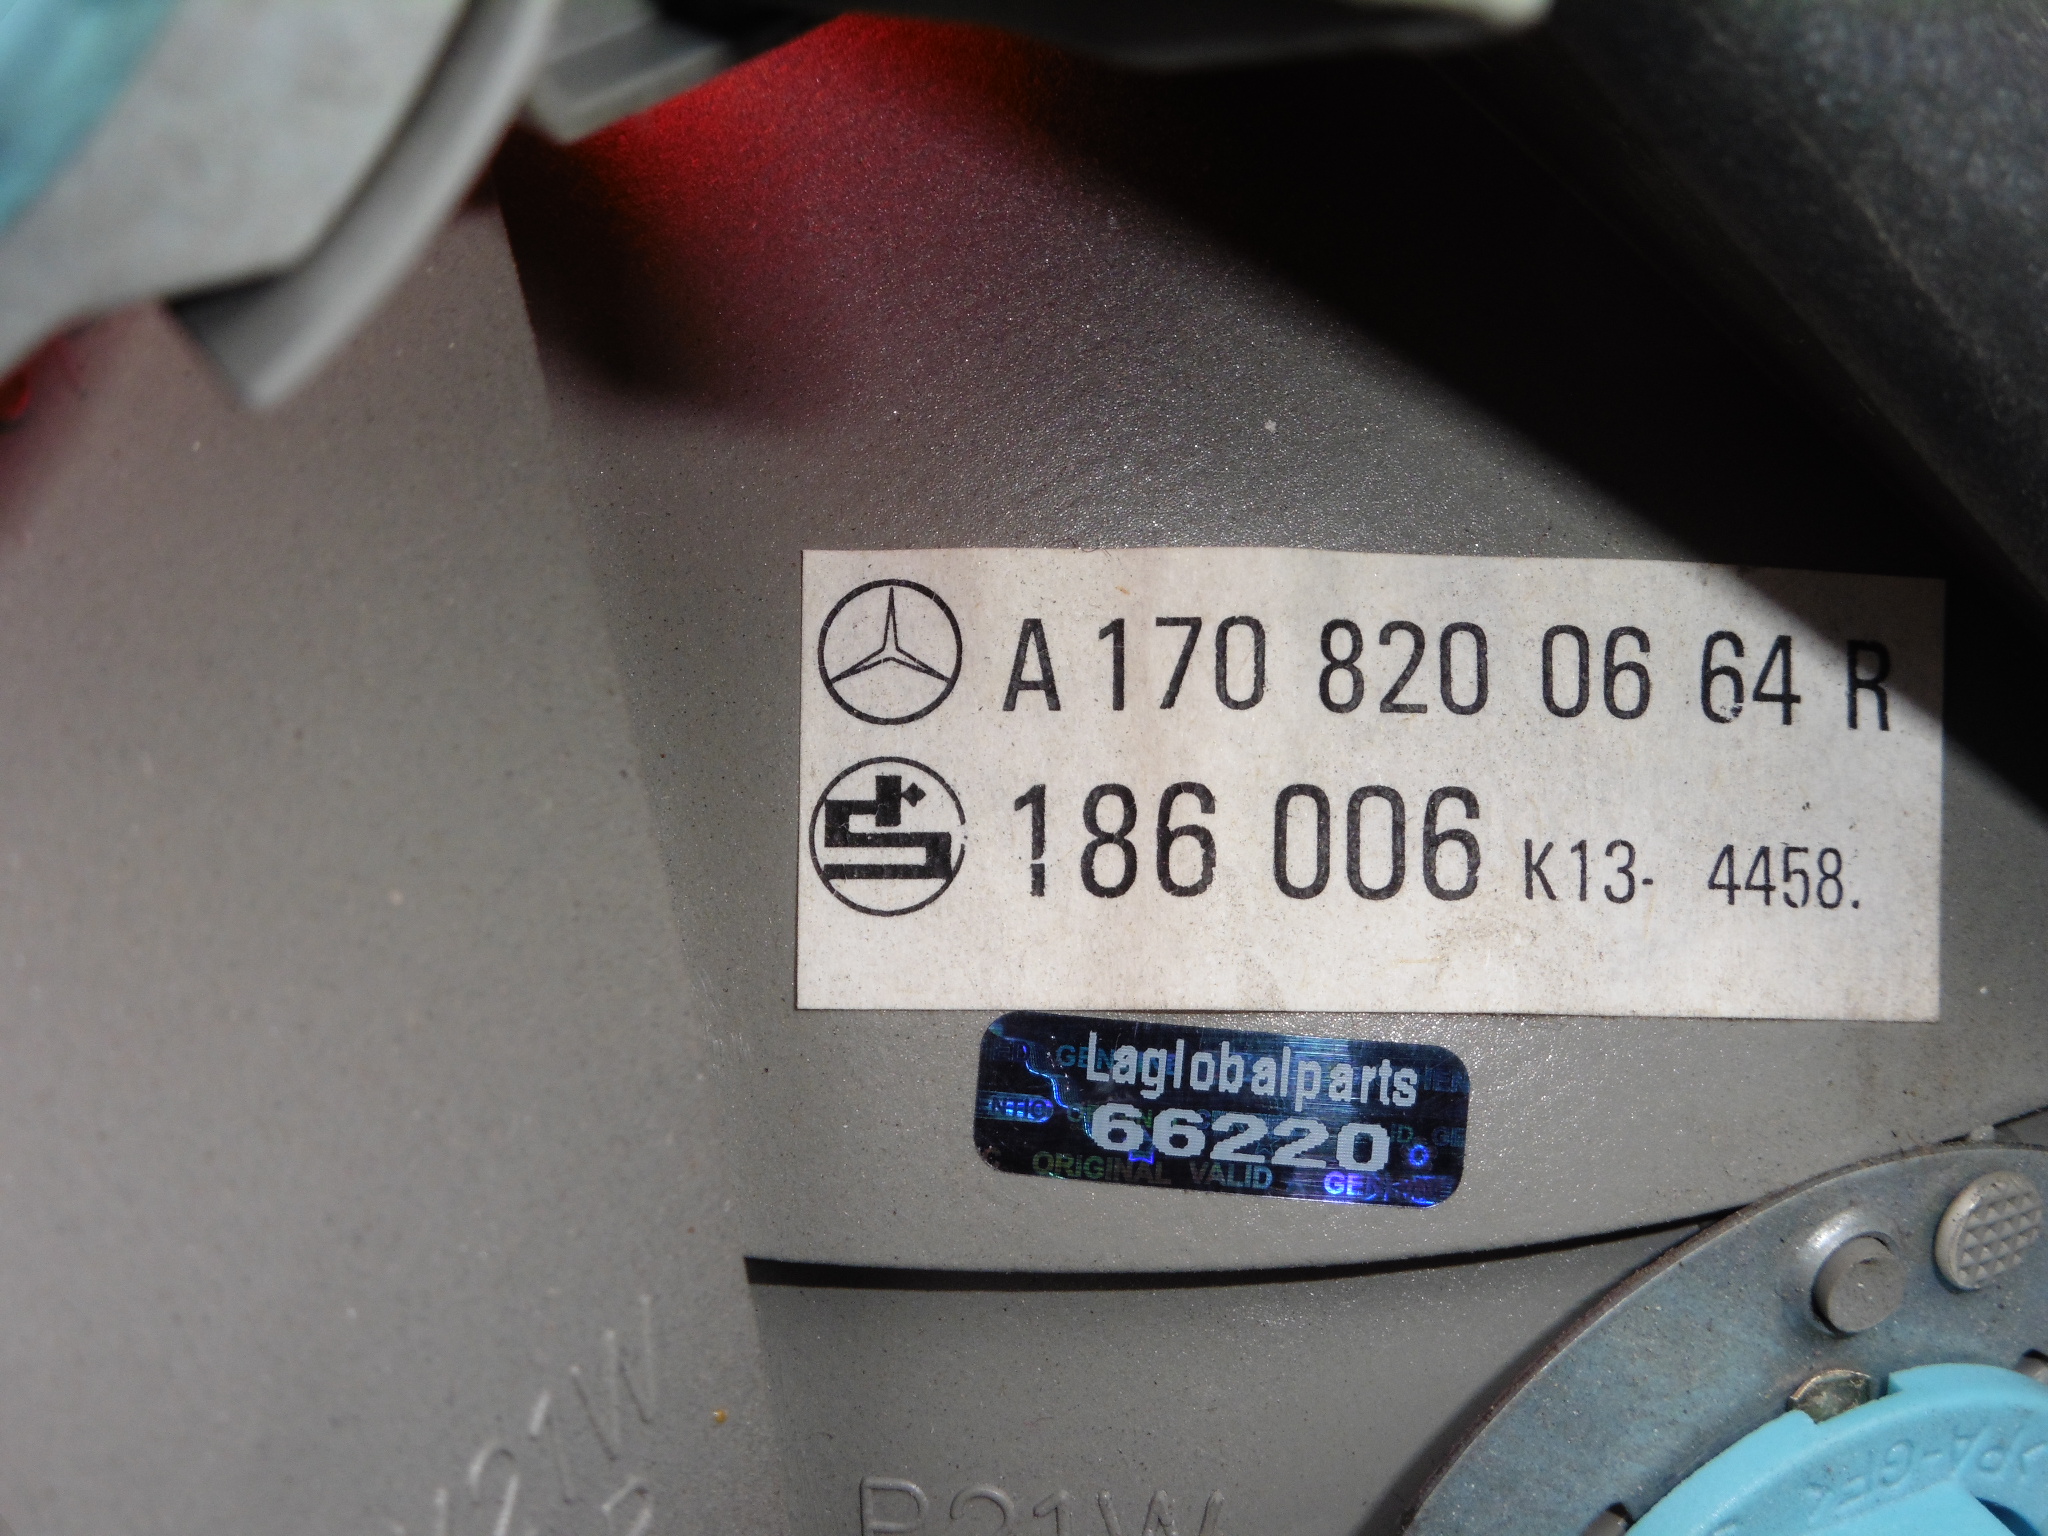 A 170 820 06 64 R
186 006 K13- 4458.
Laglobalparts
66220
ORIGINAL VALID
P21W